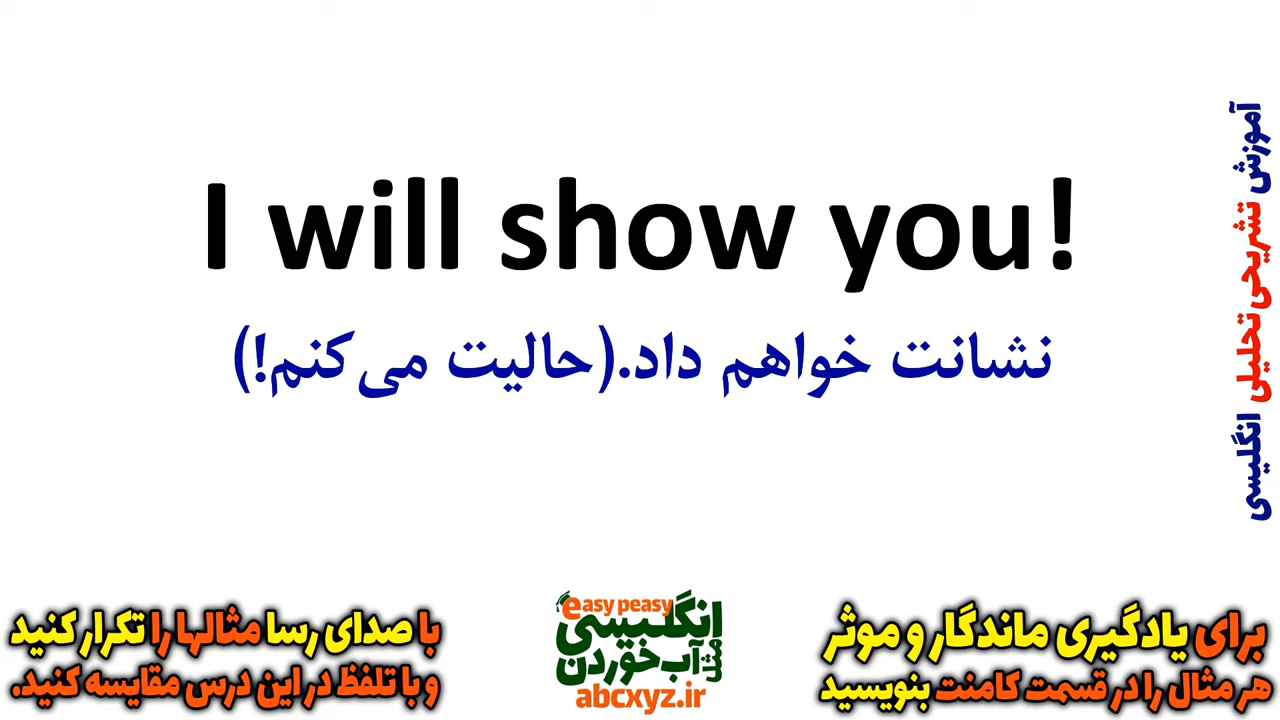 I will show you!
نشانت خواهم داد.(حالیت می‌کنم!)
آموزش تشریحی تحلیلی انگلیسی
برای یادگیری ماندگار و موثر
هر مثال را در قسمت کامنت بنویسید
easy peasy
انگلیسی
مثل آب خوردن
abcxyz.ir
با صدای رسا مثالها را تکرار کنید
و با تلفظ در این درس مقایسه کنید.